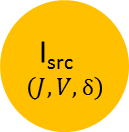 I_src
(J, V, δ)